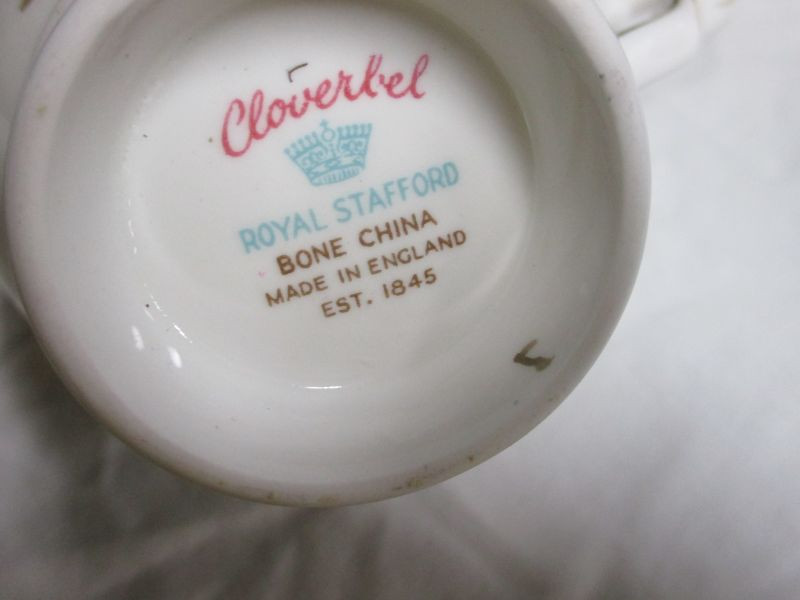 Cloverbel
ROYAL STAFFORD
BONE CHINA
MADE IN ENGLAND
EST. 1845